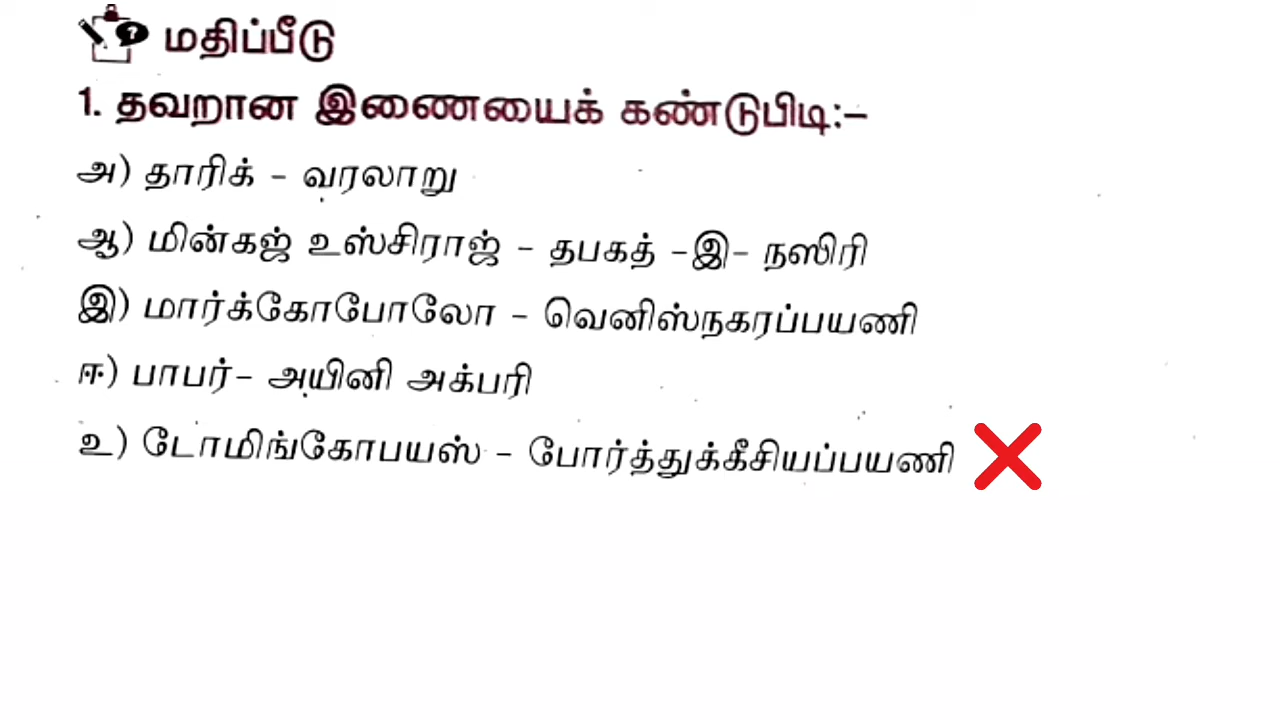 மதிப்பீடு
1. தவறான இணையைக் கண்டுபிடி:–
அ) தாரிக் – வரலாறு
ஆ) மின்கஜ் உஸ்சிராஜ் – தபகத் –இ– நஸிரி
இ) மார்க்கோபோலோ – வெனிஸ்நகரப்பயணி
ஈ) பாபர்– அயினி அக்பரி
உ) டோமிங்கோபயஸ் – போர்த்துக்கீசியப்பயணி